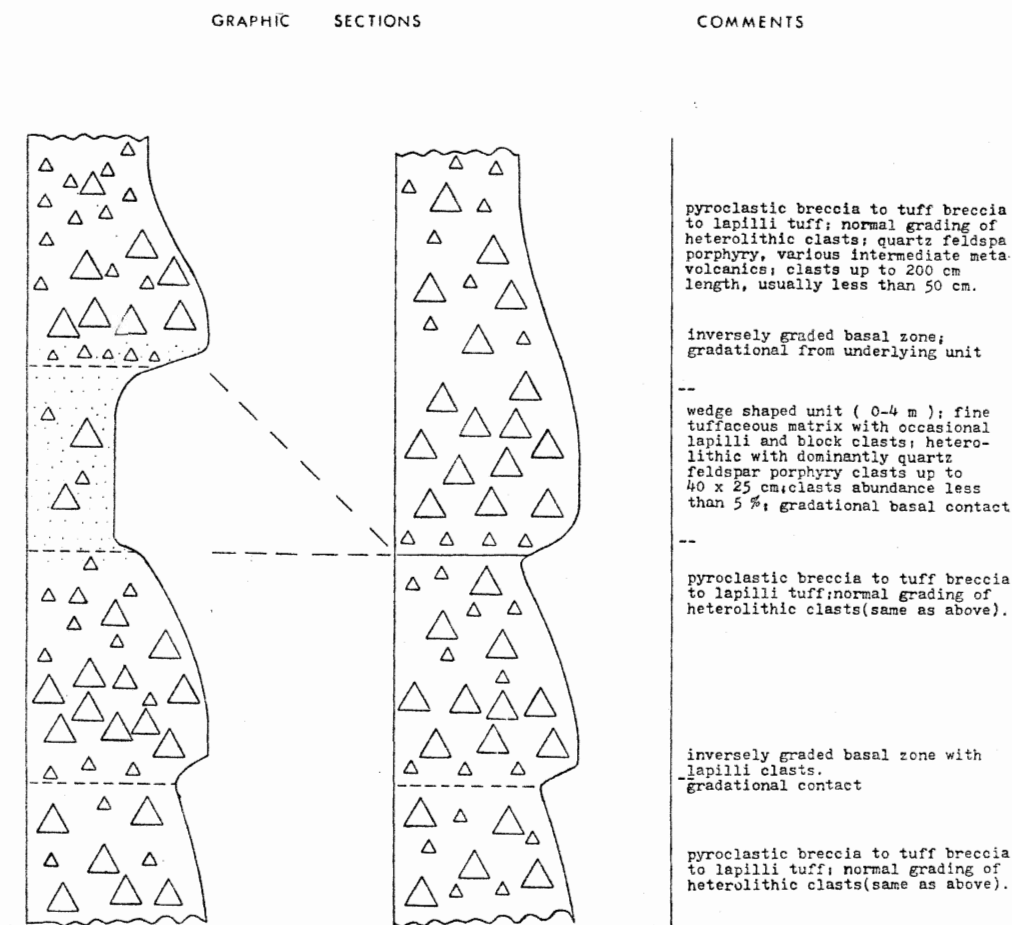 GRAPHIC SECTIONS COMMENTS
pyroclastic breccia to tuff breccia
to lapilli tuff; normal grading of
heterolithic clasts; quartz feldspa
porphyry, various intermediate meta-
volcanics; clasts up to 200 cm
length, usually less than 50 cm.
inversely graded basal zone;
gradational from underlying unit
--
wedge shaped unit ( 0-4 m ); fine
tuffaceous matrix with occasional
lapilli and block clasts; hetero-
lithic with dominantly quartz
feldspar porphyry clasts up to
40 x 25 cm;clasts abundance less
than 5 %; gradational basal contact
--
pyroclastic breccia to tuff breccia
to lapilli tuff;normal grading of
heterolithic clasts(same as above).
inversely graded basal zone with
lapilli clasts.
gradational contact
pyroclastic breccia to tuff breccia
to lapilli tuff; normal grading of
heterolithic clasts(same as above).